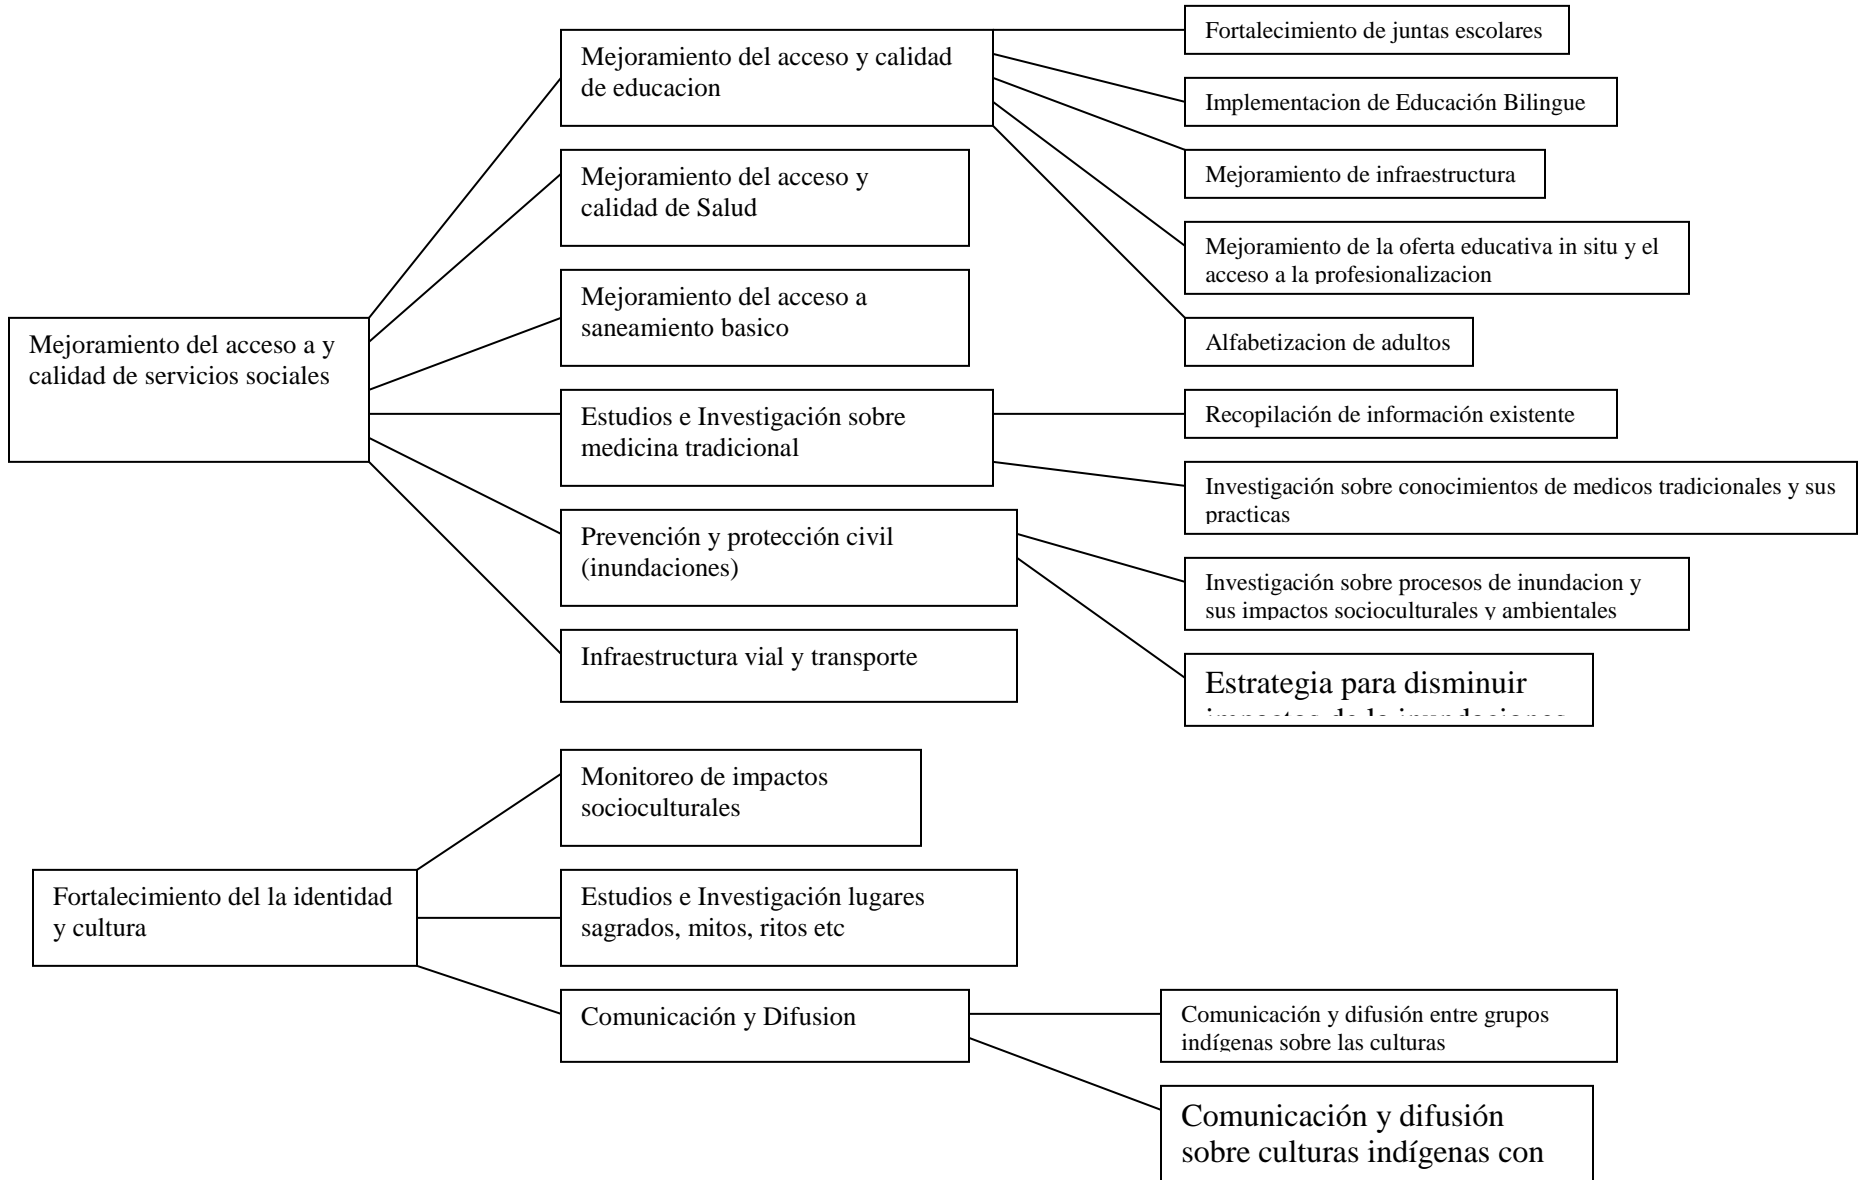 Mejoramiento del acceso a y
calidad de servicios sociales
Mejoramiento del acceso y calidad
de educacion
Fortalecimiento de juntas escolares
Implementacion de Educación Bilingue
Mejoramiento de infraestructura
Mejoramiento de la oferta educativa in situ y el
acceso a la profesionalizacion
Alfabetizacion de adultos
Mejoramiento del acceso y
calidad de Salud
Mejoramiento del acceso a
saneamiento basico
Estudios e Investigación sobre
medicina tradicional
Recopilación de información existente
Investigación sobre conocimientos de medicos tradicionales y sus
practicas
Prevención y protección civil
(inundaciones)
Investigación sobre procesos de inundacion y
sus impactos socioculturales y ambientales
Estrategia para disminuir
impactos de la inundaciones
Infraestructura vial y transporte
Fortalecimiento del la identidad
y cultura
Monitoreo de impactos
socioculturales
Estudios e Investigación lugares
sagrados, mitos, ritos etc
Comunicación y Difusion
Comunicación y difusión entre grupos
indígenas sobre las culturas
Comunicación y difusión
sobre culturas indígenas con